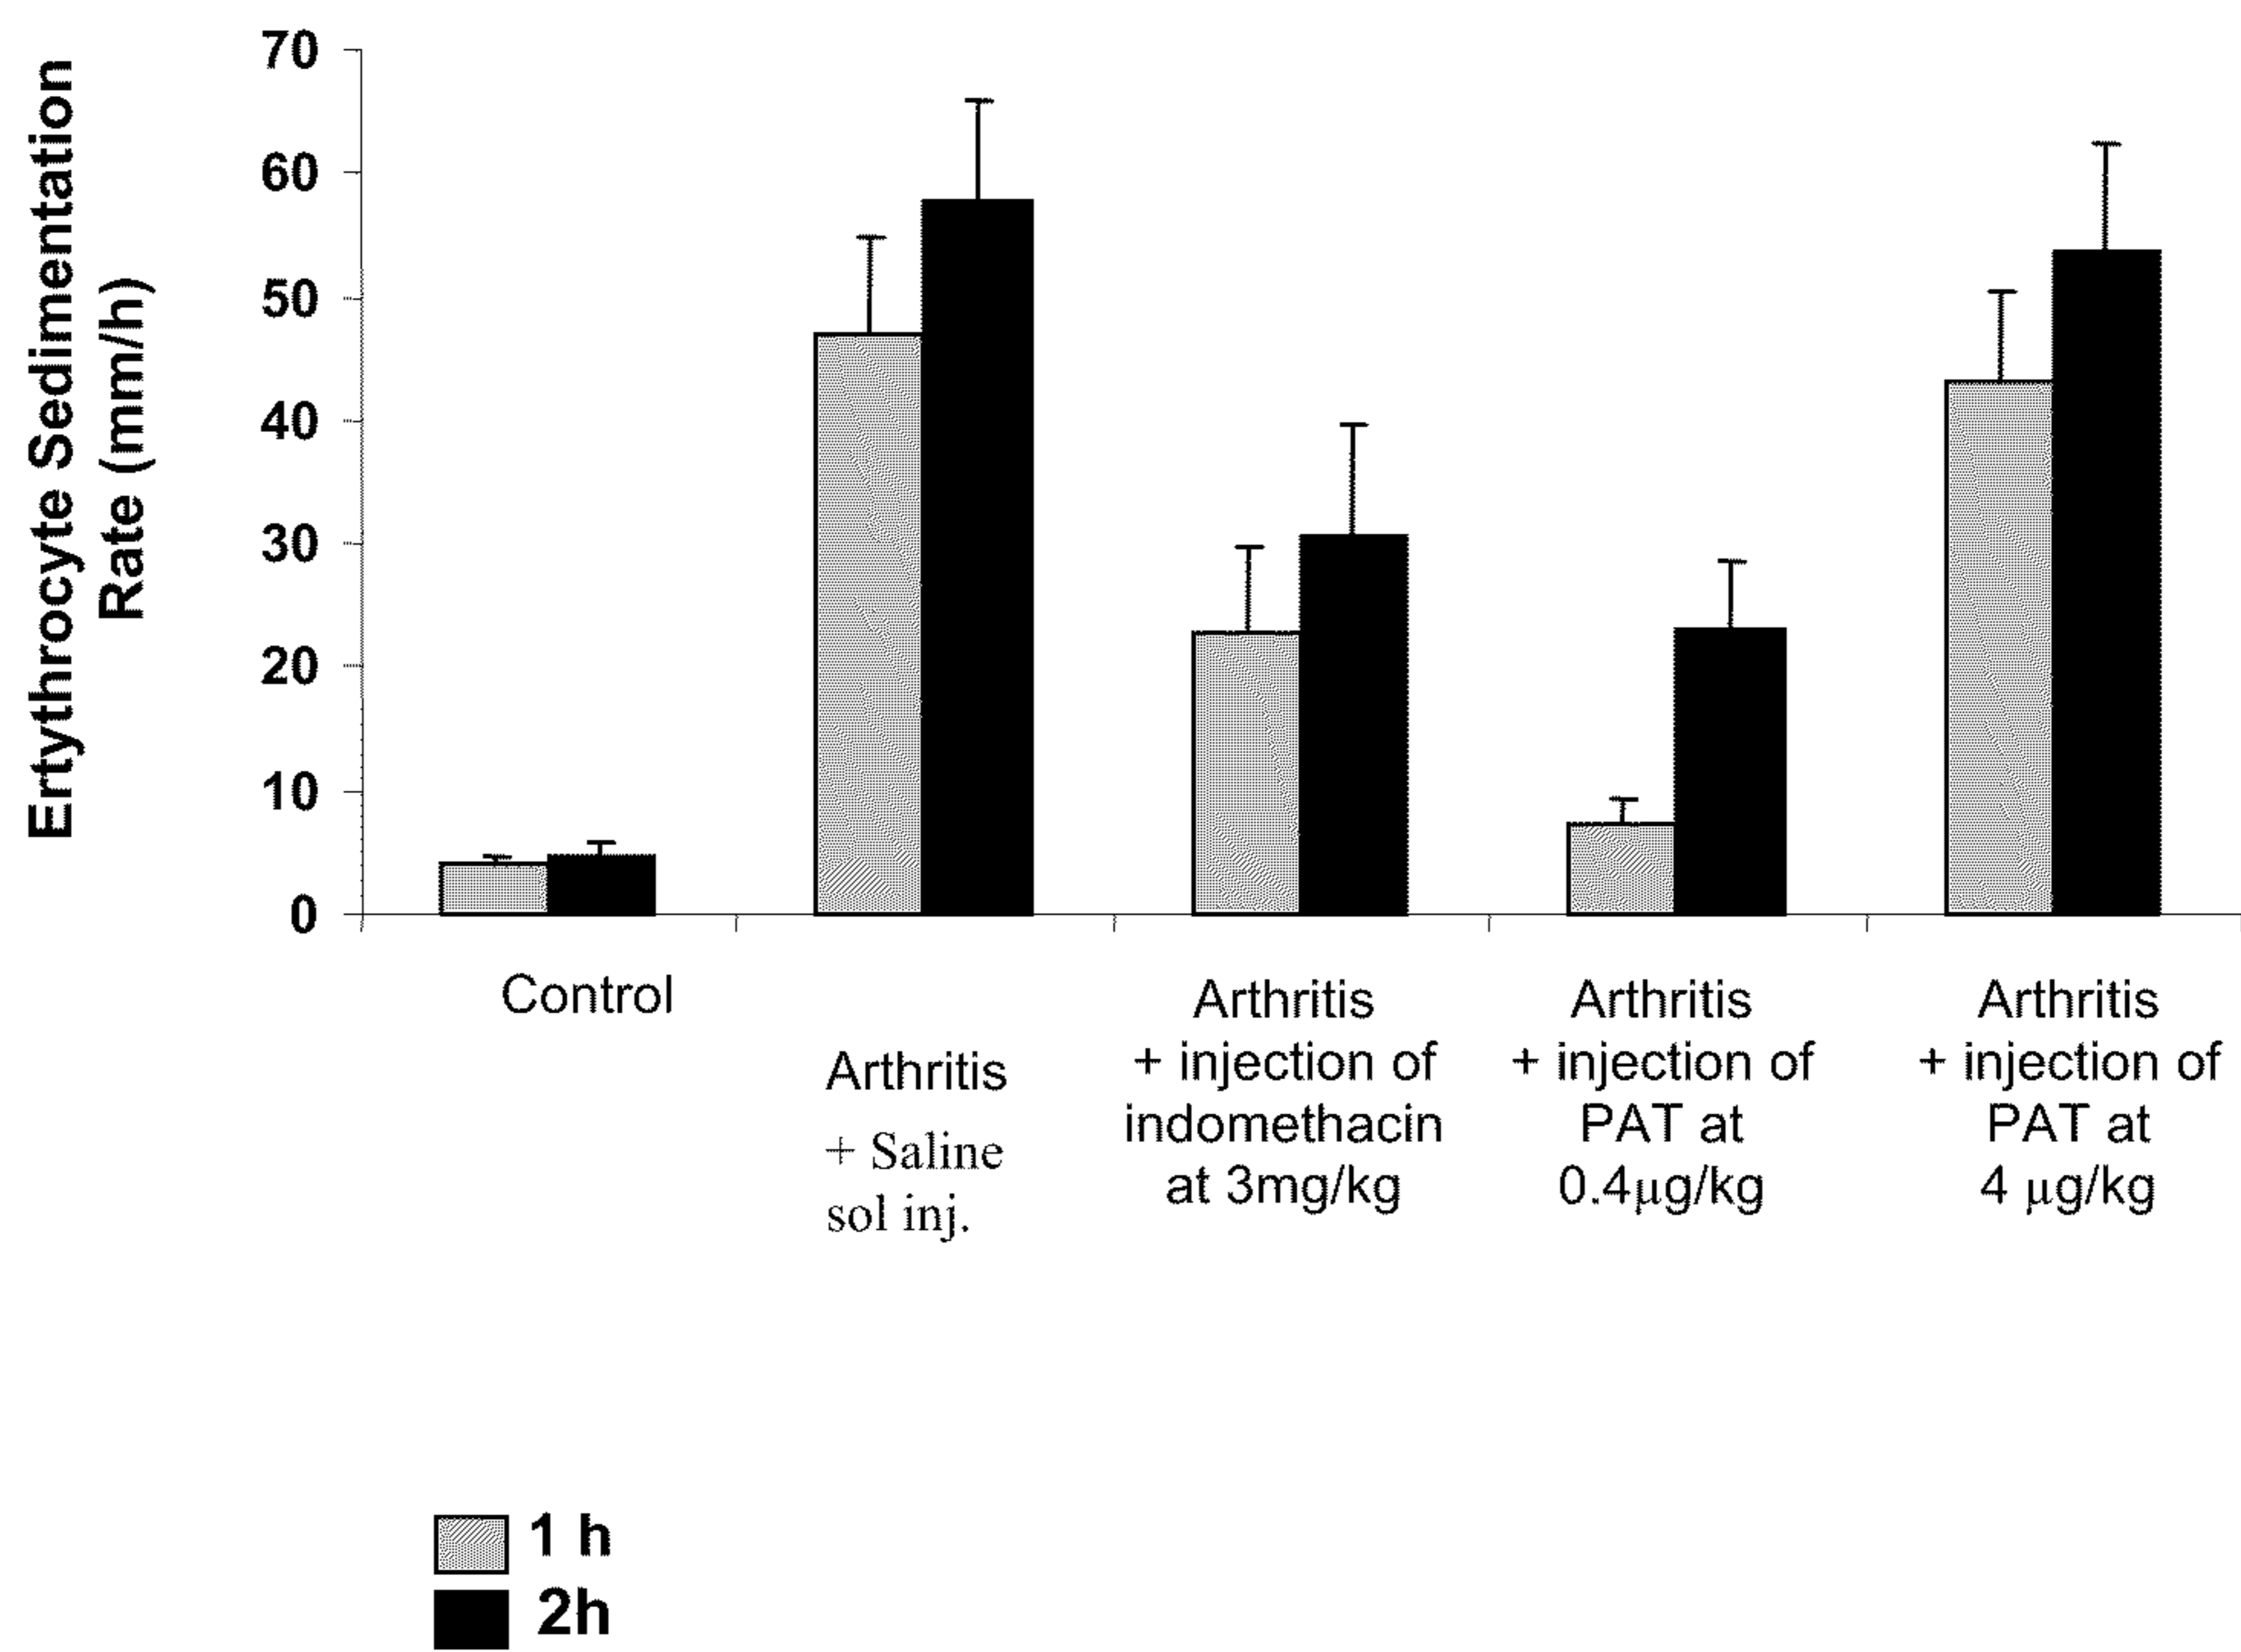 Ertythrocyte Sedimentation
Rate (mm/h)
70
60
50
40
30
20
10
0
Control
Arthritis
+ Saline
sol inj.
Arthritis
+ injection of
indomethacin
at 3mg/kg
Arthritis
+ injection of
PAT at
0.4μg/kg
Arthritis
+ injection of
PAT at
4 μg/kg
1 h
2h